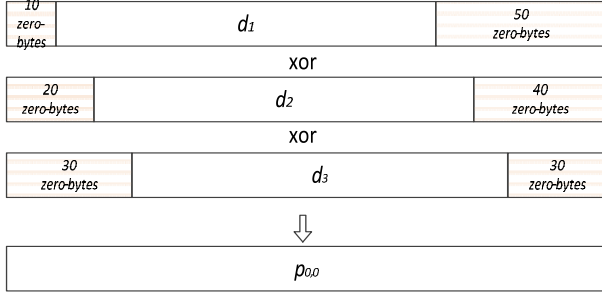 10
zero-
bytes
d1
50
zero-bytes
xor
20
zero-bytes
d2
40
zero-bytes
xor
30
zero-bytes
d3
30
zero-bytes
p0,0